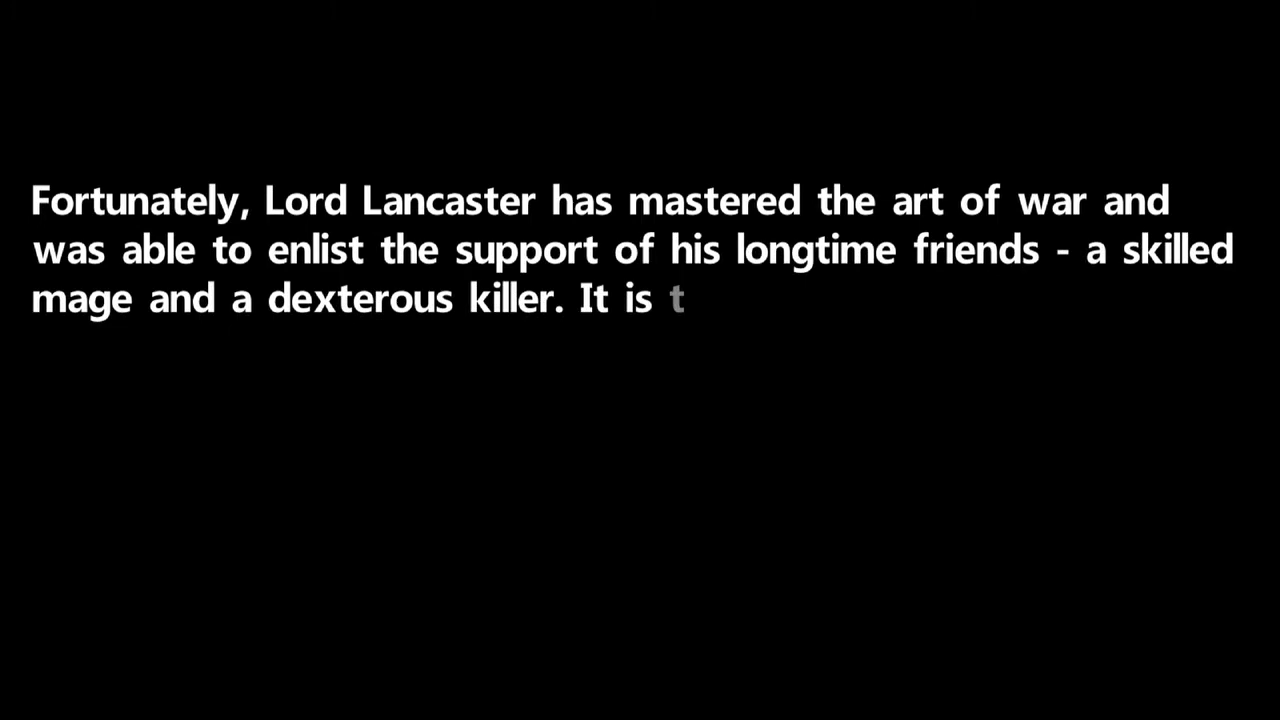 Fortunately, Lord Lancaster has mastered the art of war and
was able to enlist the support of his longtime friends - a skilled
mage and a dexterous killer. It is t